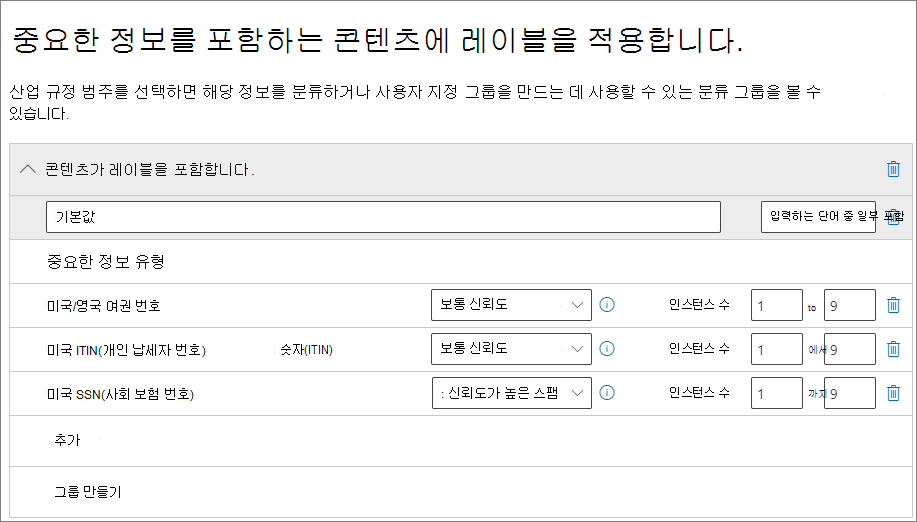 중요한 정보를 포함하는 콘텐츠에 레이블을 적용합니다.
산업 규정 범주를 선택하면 해당 정보를 분류하거나 사용자 지정 그룹을 만드는 데 사용할 수 있는 분류 그룹을 볼 수
있습니다.
콘텐츠가 레이블을 포함합니다.
기본값 입력하는 단어 중 일부 포함
중요한 정보 유형
미국/영국 여권 번호 보통 신뢰도 인스턴스 수 1 to 9
미국 ITIN(개인 납세자 번호) 숫자(ITIN) 보통 신뢰도 인스턴스 수 1 에서 9
미국 SSN(사회 보험 번호) : 신뢰도가 높은 스팸 인스턴스 수 1 까지 9
추가
그룹 만들기